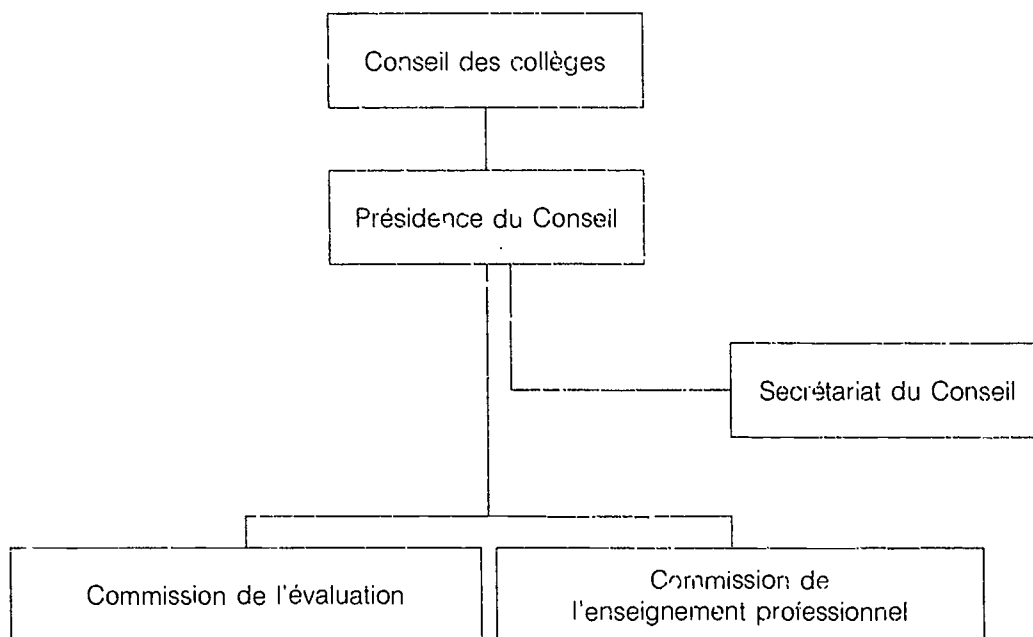 Conseil des collèges
Présidence du Conseil
Secrétariat du Conseil
Commission de l'évaluation
Commission de
l'enseignement professionnel